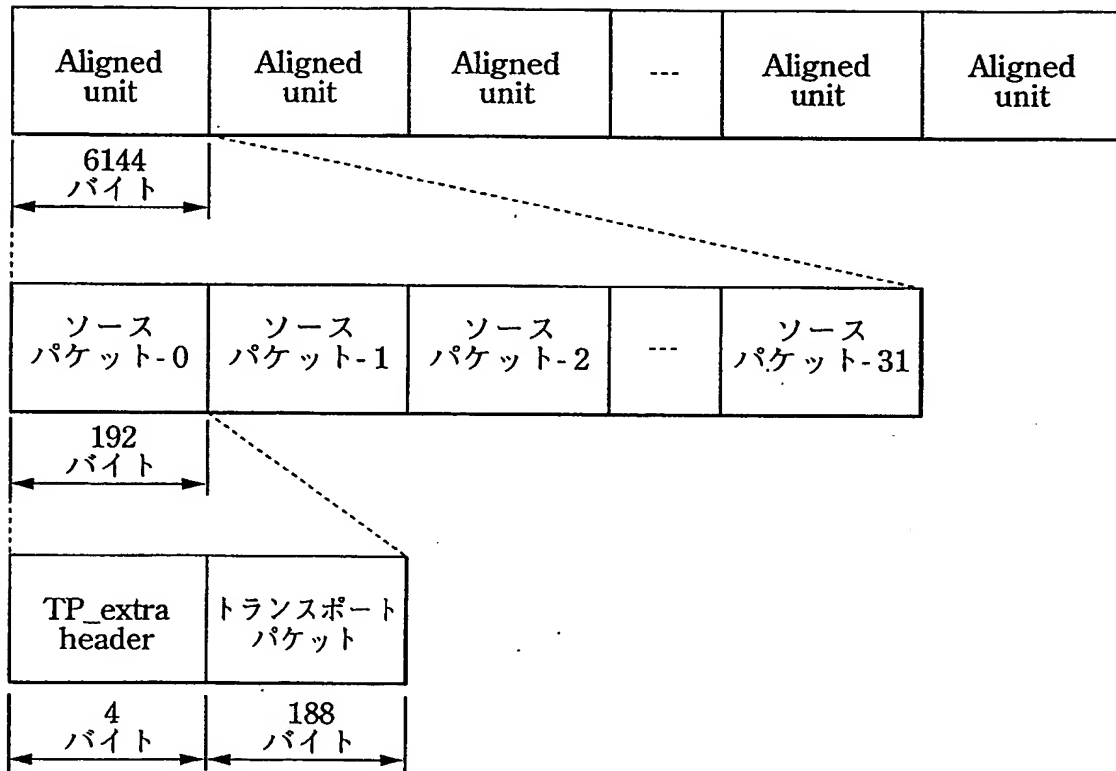 Aligned
unit
Aligned
unit
Aligned
unit
---
Aligned
unit
Aligned
unit
6144
バイト
ソース
パケット-0
ソース
パケット-1
ソース
パケット-2
---
ソース
パケット-31
192
バイト
TP_extra
header
トランスポート
パケット
4
バイト
188
バイト